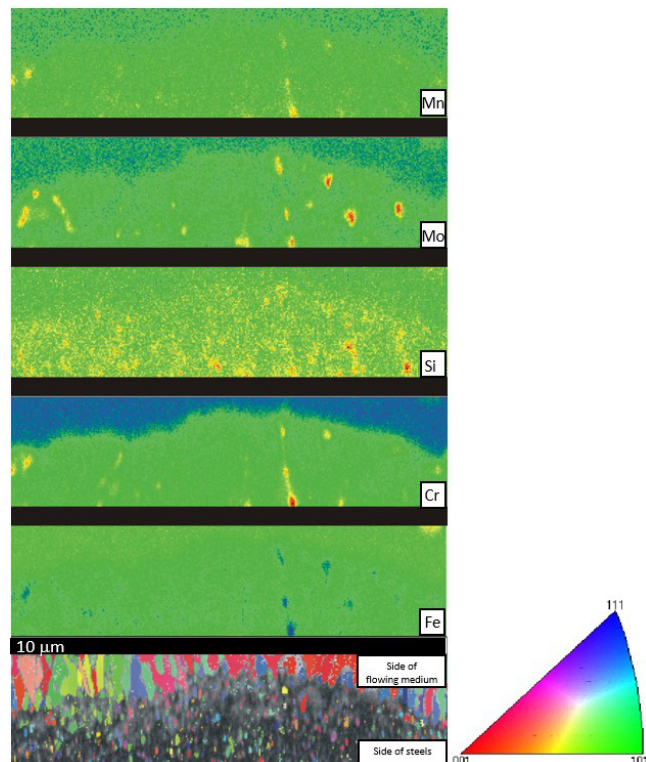 Mn
Mo
Si
Cr
Fe
10 µm
Side of
flowing medium
Side of steels
111
001
101